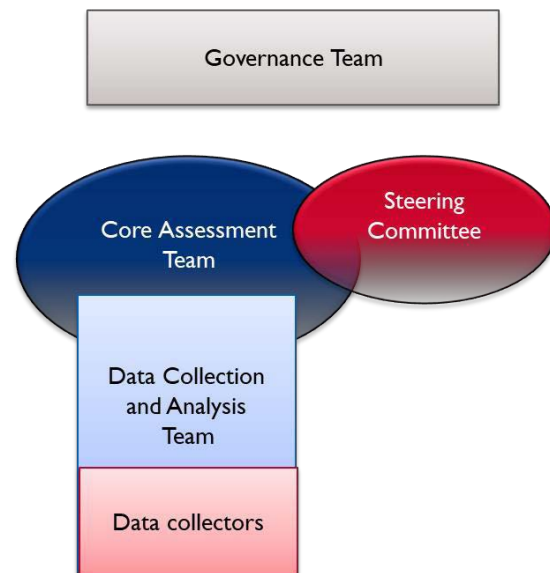 Governance Team
Core Assessment
Team
Steering
Committee
Data Collection
and Analysis
Team
Data collectors